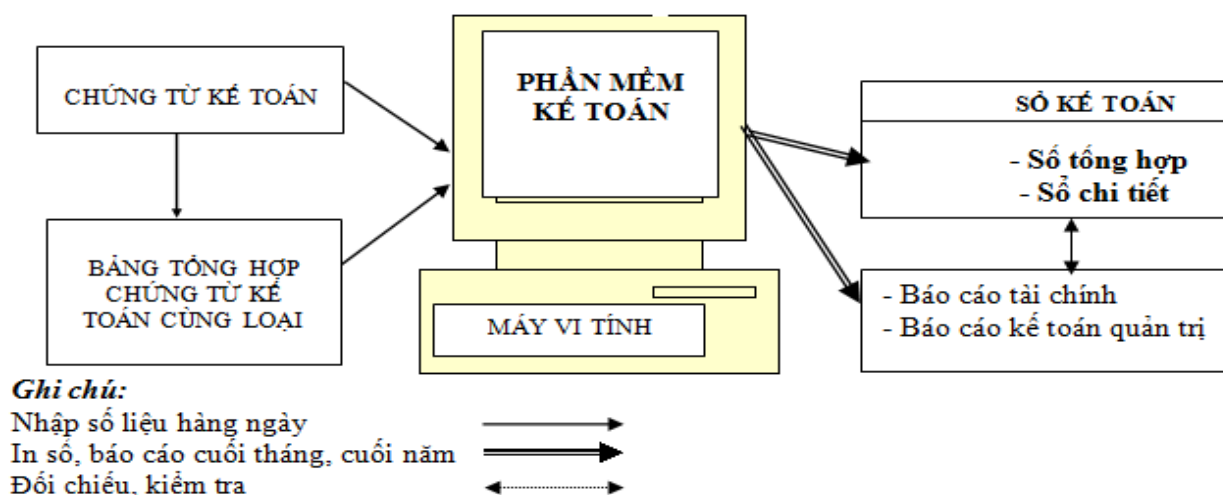 CHỨNG TỪ KẾ TOÁN
BẢNG TỔNG HỢP
CHỨNG TỪ KẾ
TOÁN CÙNG LOẠI
PHẦN MỀM
KẾ TOÁN
MÁY VI TÍNH
SỔ KẾ TOÁN
- Số tổng hợp
- Sổ chi tiết
- Báo cáo tài chính
- Báo cáo kế toán quản trị
Ghi chú:
Nhập số liệu hàng ngày
In sổ, báo cáo cuối tháng, cuối năm
Đối chiếu, kiểm tra